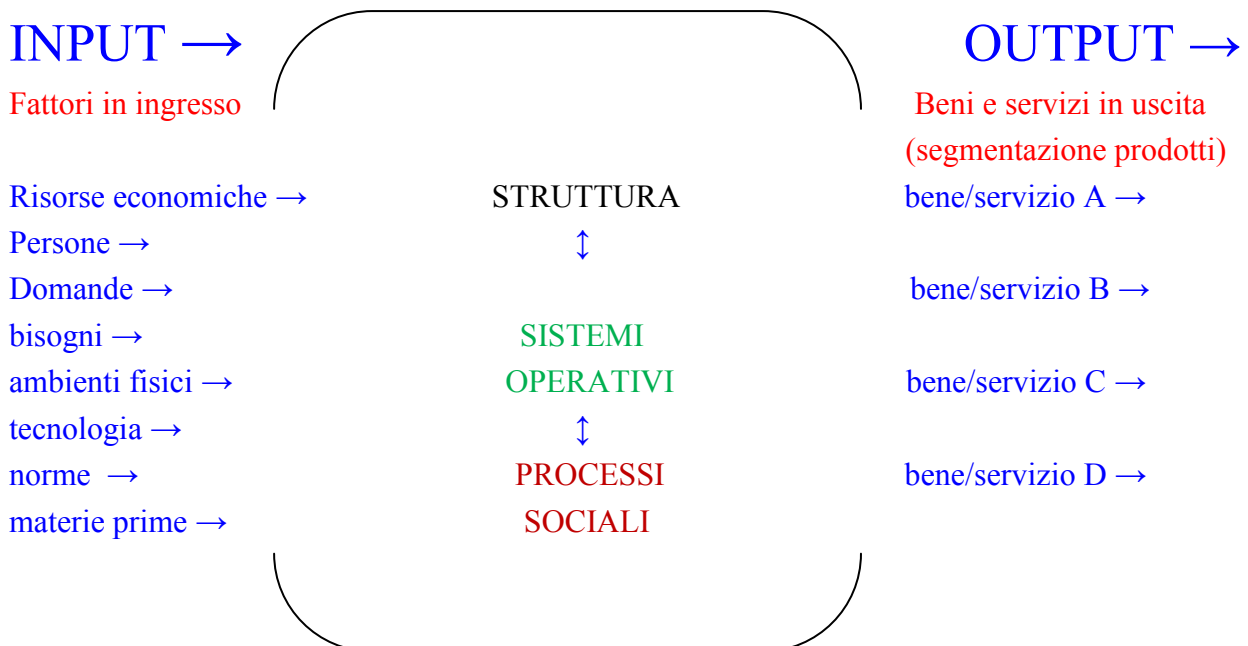 INPUT → OUTPUT →
Fattori in ingresso Beni e servizi in uscita
(segmentazione prodotti)
Risorse economiche → STRUTTURA bene/servizio A →
Persone → ↕
Domande → bene/servizio B →
bisogni → SISTEMI
ambienti fisici → OPERATIVI bene/servizio C →
tecnologia → ↕
norme → PROCESSI bene/servizio D →
materie prime → SOCIALI